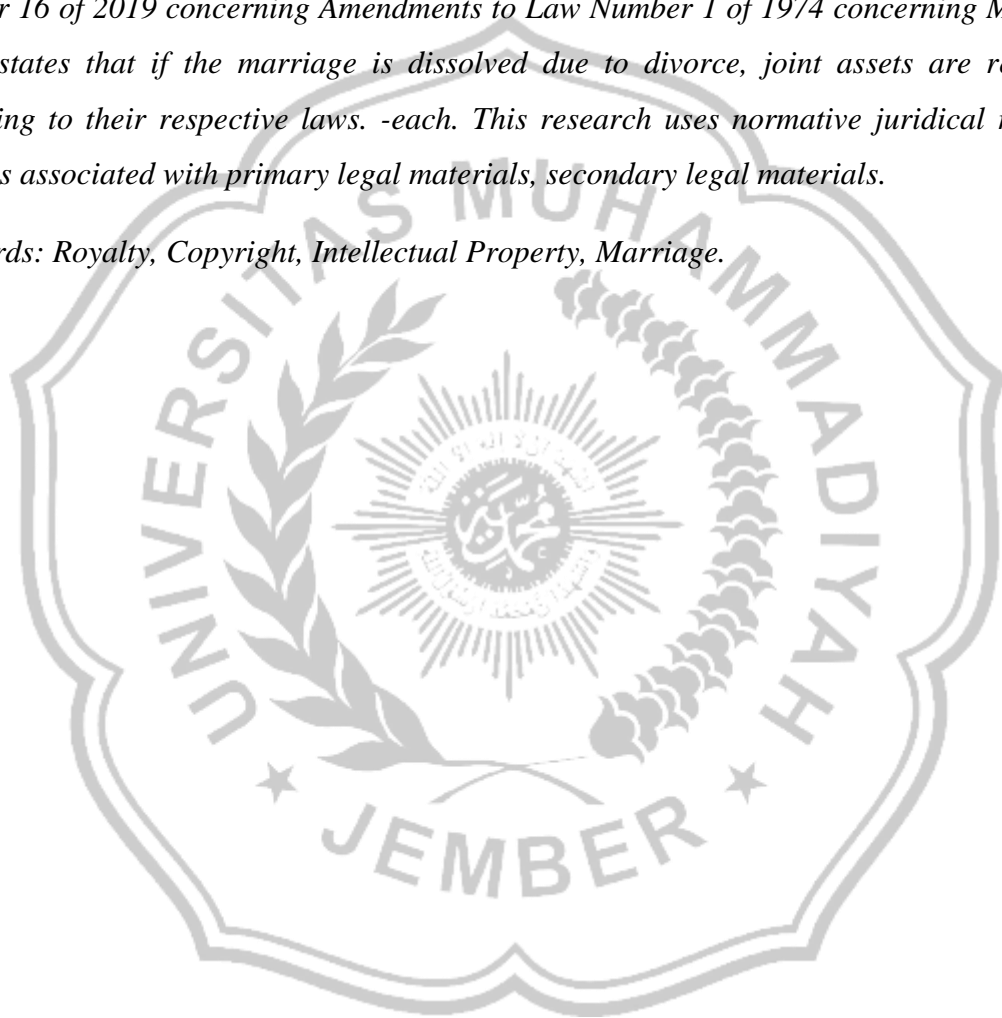 r 16 of 2019 concerning Amendments to Law Number 1 of 1974 concerning M
states that if the marriage is dissolved due to divorce, joint assets are re
ing to their respective laws. -each. This research uses normative juridical
s associated with primary legal materials, secondary legal materials.
rds: Royalty, Copyright, Intellectual Property, Marriage.
UNIVERSITAS MUHAMMADIYAH
JEMBER